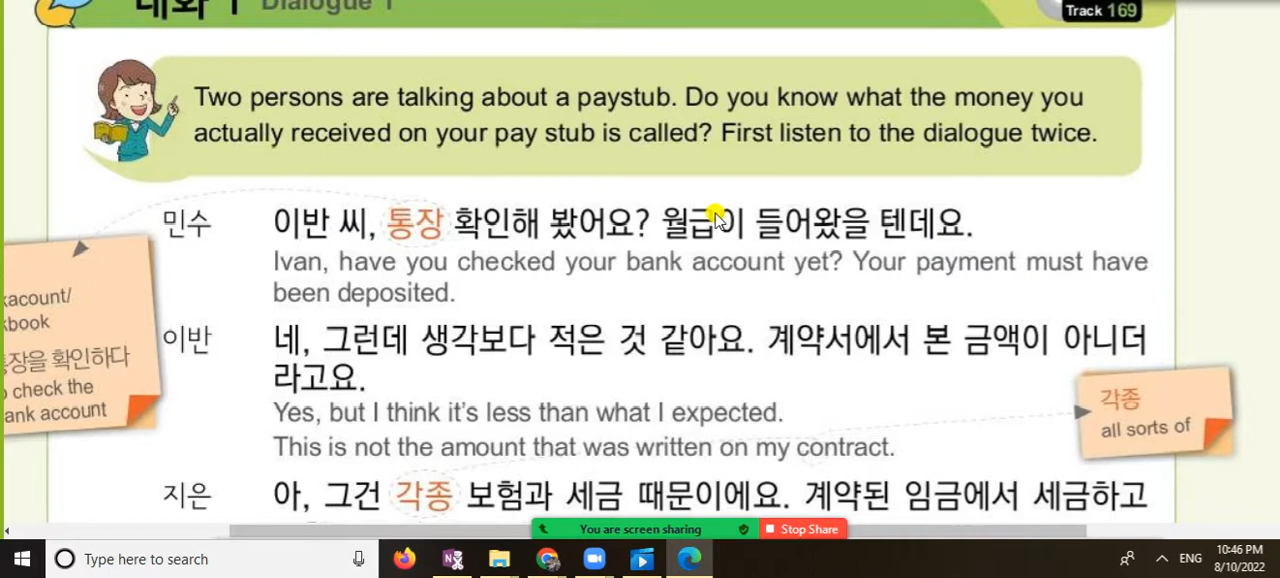 대화 1 Dialogue 1
Track 169
Two persons are talking about a paystub. Do you know what the money you
actually received on your pay stub is called? First listen to the dialogue twice.
민수 이반 씨, 통장 확인해 봤어요? 월급이 들어왔을 텐데요.
Ivan, have you checked your bank account yet? Your payment must have
been deposited.
이반 네, 그런데 생각보다 적은 것 같아요. 계약서에서 본 금액이 아니더
라고요.
Yes, but I think it's less than what I expected.
This is not the amount that was written on my contract.
지은 아, 그건 각종 보험과 세금 때문이에요. 계약된 임금에서 세금하고
통장을 확인하다
check the
bank account
각종
all sorts of
You are screen sharing
Stop Share
Type here to search
ENG
10:46 PM
8/10/2022